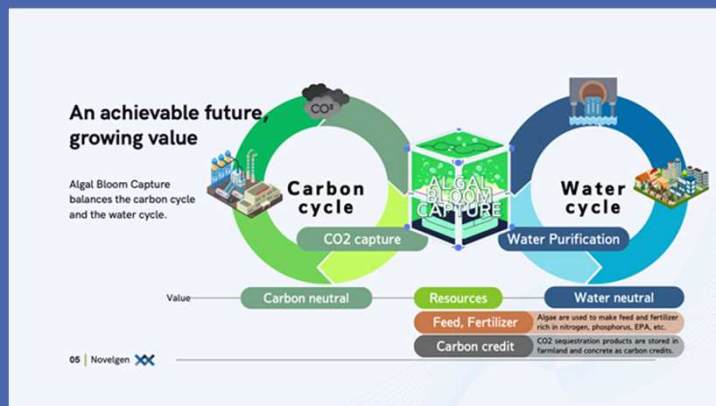 An achievable future,
growing value
Algal Bloom Capture
balances the carbon cycle
and the water cycle.
CO²
Carbon
cycle
CO2 capture
ALGAL
BLOOM
CAPTURE
Water
cycle
Water Purification
Value
Carbon neutral
Resources
Water neutral
Feed, Fertilizer
Algae are used to make feed and fertilizer
rich in nitrogen, phosphorus, EPA, etc.
Carbon credit
CO2 sequestration products are stored in
farmland and concrete as carbon credits.
05 | Novelgen